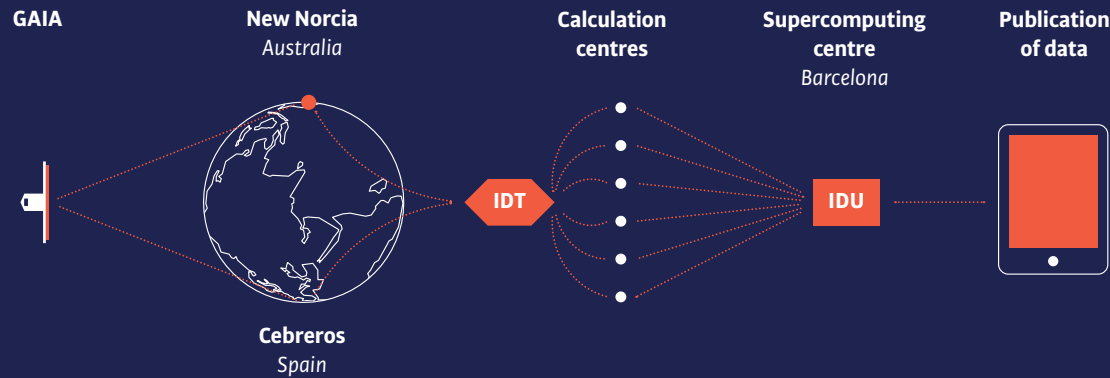 GAIA
New Norcia
Australia
Calculation
centres
Supercomputing
centre
Barcelona
Publication
of data
IDT
IDU
Cebreros
Spain